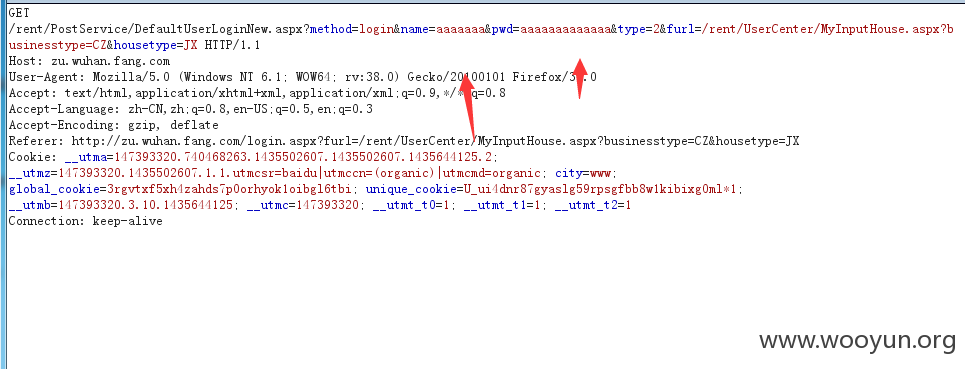 GET
/rent/PostService/DefaultUserLoginNew.aspx?method=login&name=aaaaaaa&pwd=aaaaaaaaaaaaa&type=2&furl=/rent/UserCenter/MyInputHouse.aspx?b
usinesstype=CZ&housetype=JX HTTP/1.1
Host: zu.wuhan.fang.com
User-Agent: Mozilla/5.0 (Windows NT 6.1; WOW64; rv:38.0) Gecko/20100101 Firefox/3 .0
Accept: text/html,application/xhtml+xml,application/xml;q=0.9,*/* q=0.8
Accept-Language: zh-CN,zh;q=0.8,en-US;q=0.5,en;q=0.3
Accept-Encoding: gzip, deflate
Referer: http://zu.wuhan.fang.com/login.aspx?furl=/rent/UserCenter/MyInputHouse.aspx?businesstype=CZ&housetype=JX
Cookie: __utma=147393320.740468263.1435502607.1435502607.1435644125.2;
__utmz=147393320.1435502607.1.1.utmcsr=baidu|utmccn=(organic)|utmcmd=organic; city=www;
global_cookie=3rgvtxf5xh4zahds7p0orhyok1oibgl6tbi; unique_cookie=U_ui4dnr87gyaslg59rpsgfbb8w1kibixg0ml*1;
__utmb=147393320.3.10.1435644125; __utmc=147393320; __utmt_t0=1; __utmt_t1=1; __utmt_t2=1
Connection: keep-alive
www.wooyun.org